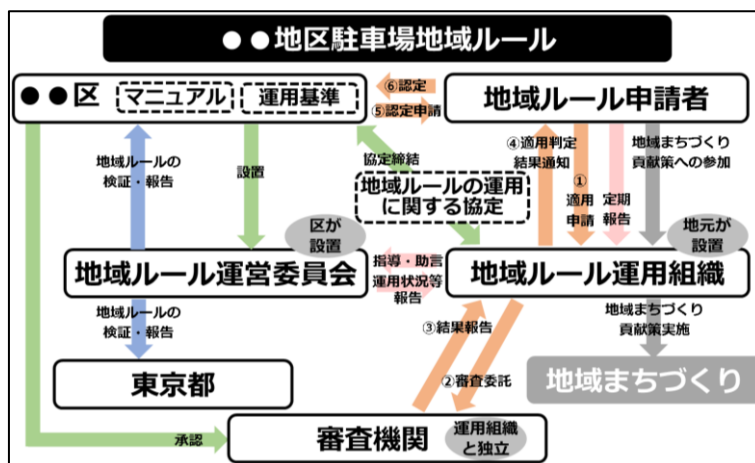 ●●地区駐車場地域ルール
●●区
マニュアル
運用基準
⑥認定
⑤認定申請
地域ルール申請者
地域ルールの
検証・報告
設置
協定締結
地域ルールの運用
に関する協定
④適用判定
結果通知
①
適用
申請
定期
報告
地域まちづくり
貢献策への参加
区が
設置
地元が
設置
地域ルール運営委員会
指導・助言
運用状況等
報告
地域ルール運用組織
地域ルールの
検証・報告
③結果報告
②審査委託
地域まちづくり
貢献策実施
東京都
地域まちづくり
承認
審査機関
運用組織
と独立